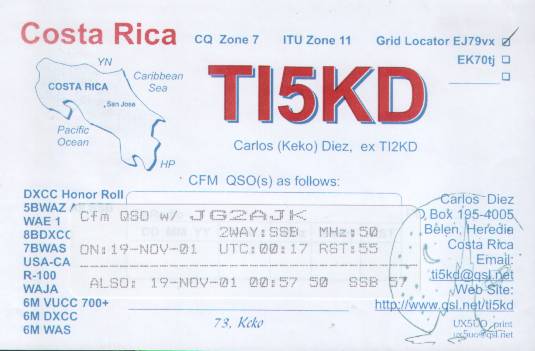 Costa Rica
CQ Zone 7 ITU Zone 11 Grid Locator EJ79vx
EK70tj
YN
COSTA RICA
San Jose
Caribbean
Sea
Pacific
Ocean
HP
TI5KD
Carlos (Keko) Diez, ex TI2KD
CFM QSO(s) as follows:
DXCC Honor Roll
5BWAZ
WAE 1
8BDXCC
7BWAS
USA-CA
R-100
WAJA
6M VUCC 700+
6M DXCC
6M WAS
Cfm QSO w/ JG2AJK
2WAY:SSB MHz:50
ON:19-NOV-01 UTC:00:17 RST:55
ALSO: 19-NOV-01 00:57 50 SSB 57
73, Keko
Carlos Diez
Box 195-4005
Belen, Heredia
Costa Rica
Email:
ti5kd@qsl.net
Web Site:
http://www.qsl.net/ti5kd
UX5UO print
ux5uo@qsl.net